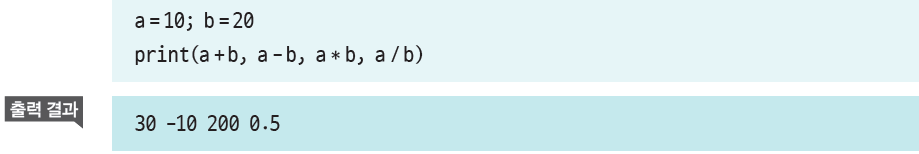 a=10; b=20
print(a+b, a-b, a*b, a/b)
출력 결과
30 -10 200 0.5